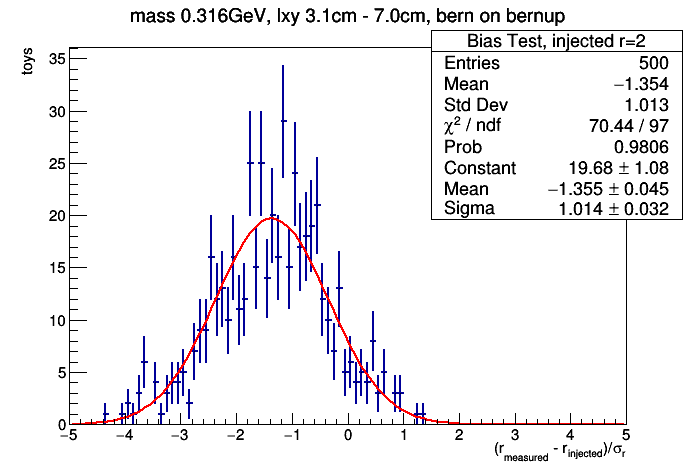 mass 0.316GeV, lxy 3.1cm - 7.0cm, bern on bernup
Bias Test, injected r=2
Entries 500
Mean −1.354
Std Dev 1.013
χ² / ndf 70.44 / 97
Prob 0.9806
Constant 19.68 ± 1.08
Mean −1.355 ± 0.045
Sigma 1.014 ± 0.032
toys
35
30
25
20
15
10
5
0
−5 −4 −3 −2 −1 0 1 2 3 4 5
(r_measured - r_injected)/σ_r